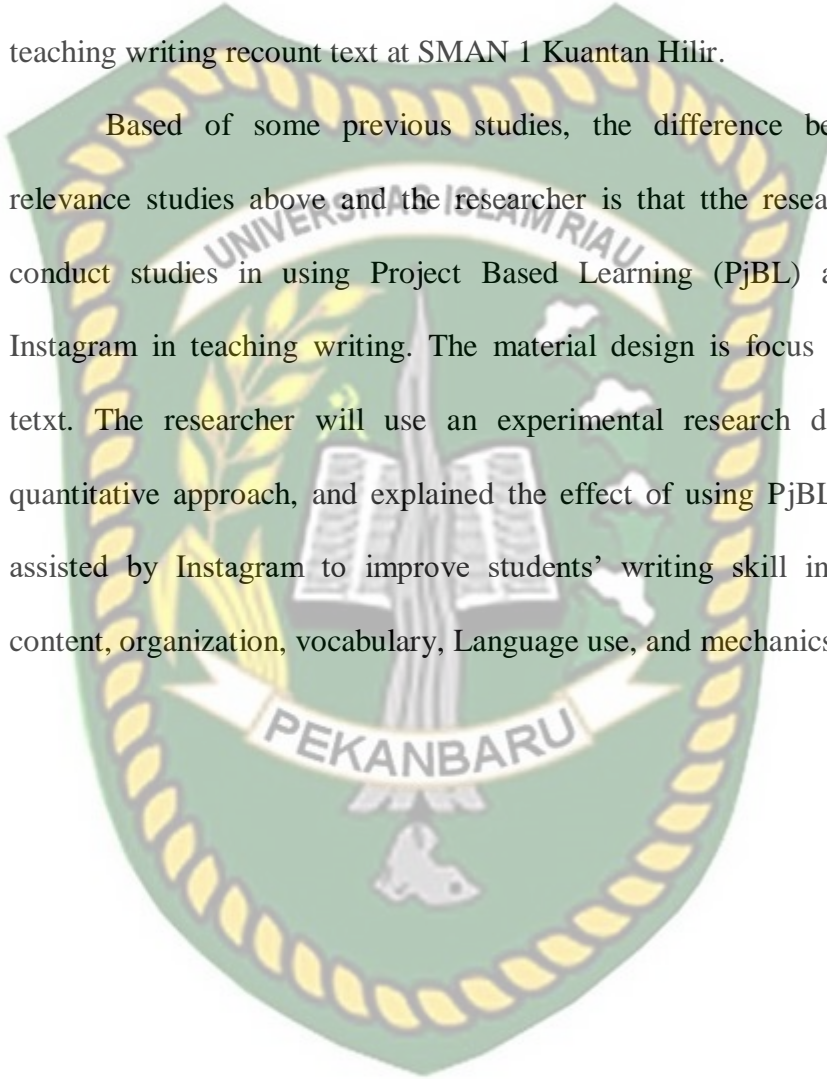 teaching writing recount text at SMAN 1 Kuantan Hilir.
Based of some previous studies, the difference be
relevance studies above and the researcher is that tthe resea
UNIVERSITAS ISLAM RIAU
conduct studies in using Project Based Learning (PjBL) a
Instagram in teaching writing. The material design is focus
tetxt. The researcher will use an experimental research d
quantitative approach, and explained the effect of using PjBL
assisted by Instagram to improve students’ writing skill in
content, organization, vocabulary, Language use, and mechanics
PEKANBARU